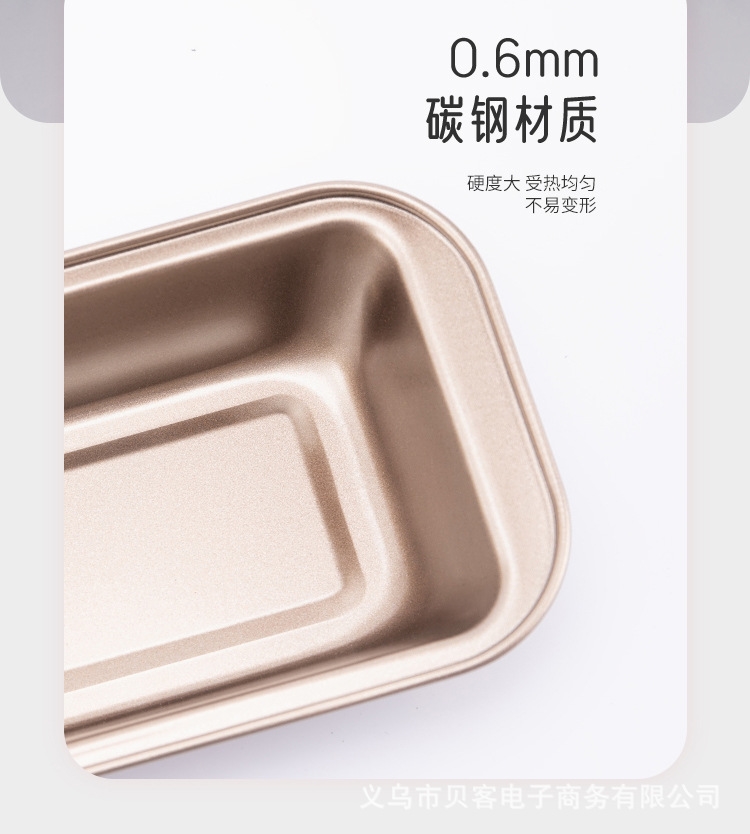 0.6mm
碳钢材质
硬度大 受热均匀
不易变形
义乌市贝客电子商务有限公司